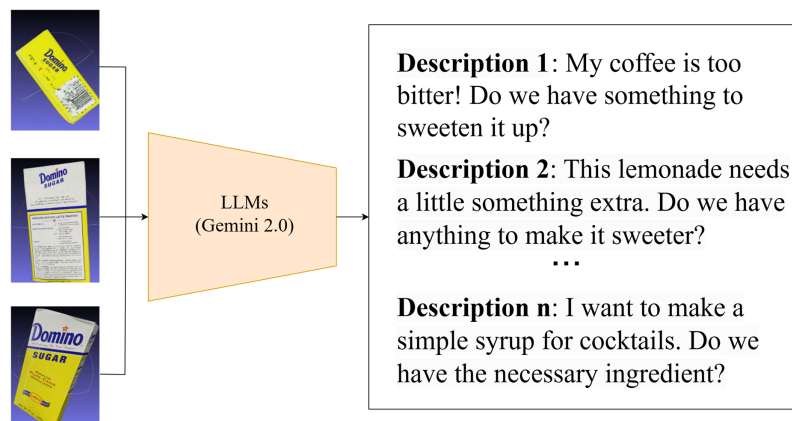 Domino
SUGAR
Domino
SUGAR
Domino
SUGAR
LLMs
(Gemini 2.0)
Description 1: My coffee is too
bitter! Do we have something to
sweeten it up?
Description 2: This lemonade needs
a little something extra. Do we have
anything to make it sweeter?
...
Description n: I want to make a
simple syrup for cocktails. Do we
have the necessary ingredient?